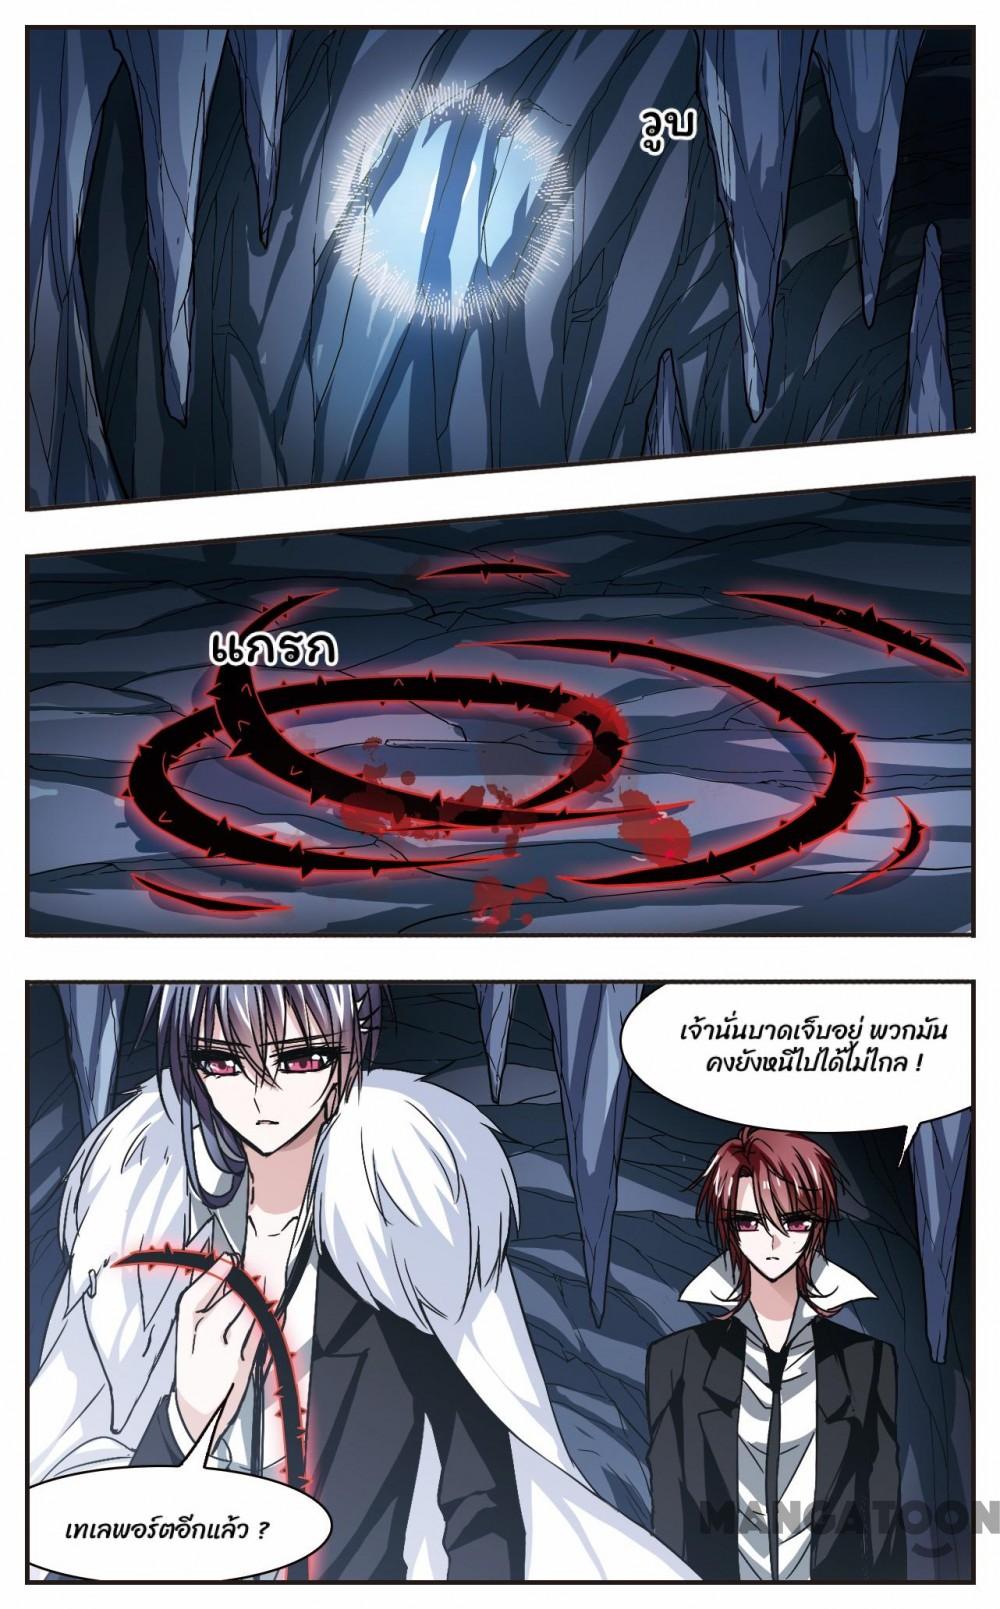 วูบ
แกรก
เจ้านั่นบาดเจ็บอยู่ พวกมัน
คงยังหนีไปได้ไม่ไกล !
เทเลพอร์ตอีกแล้ว ?
MANGATOON